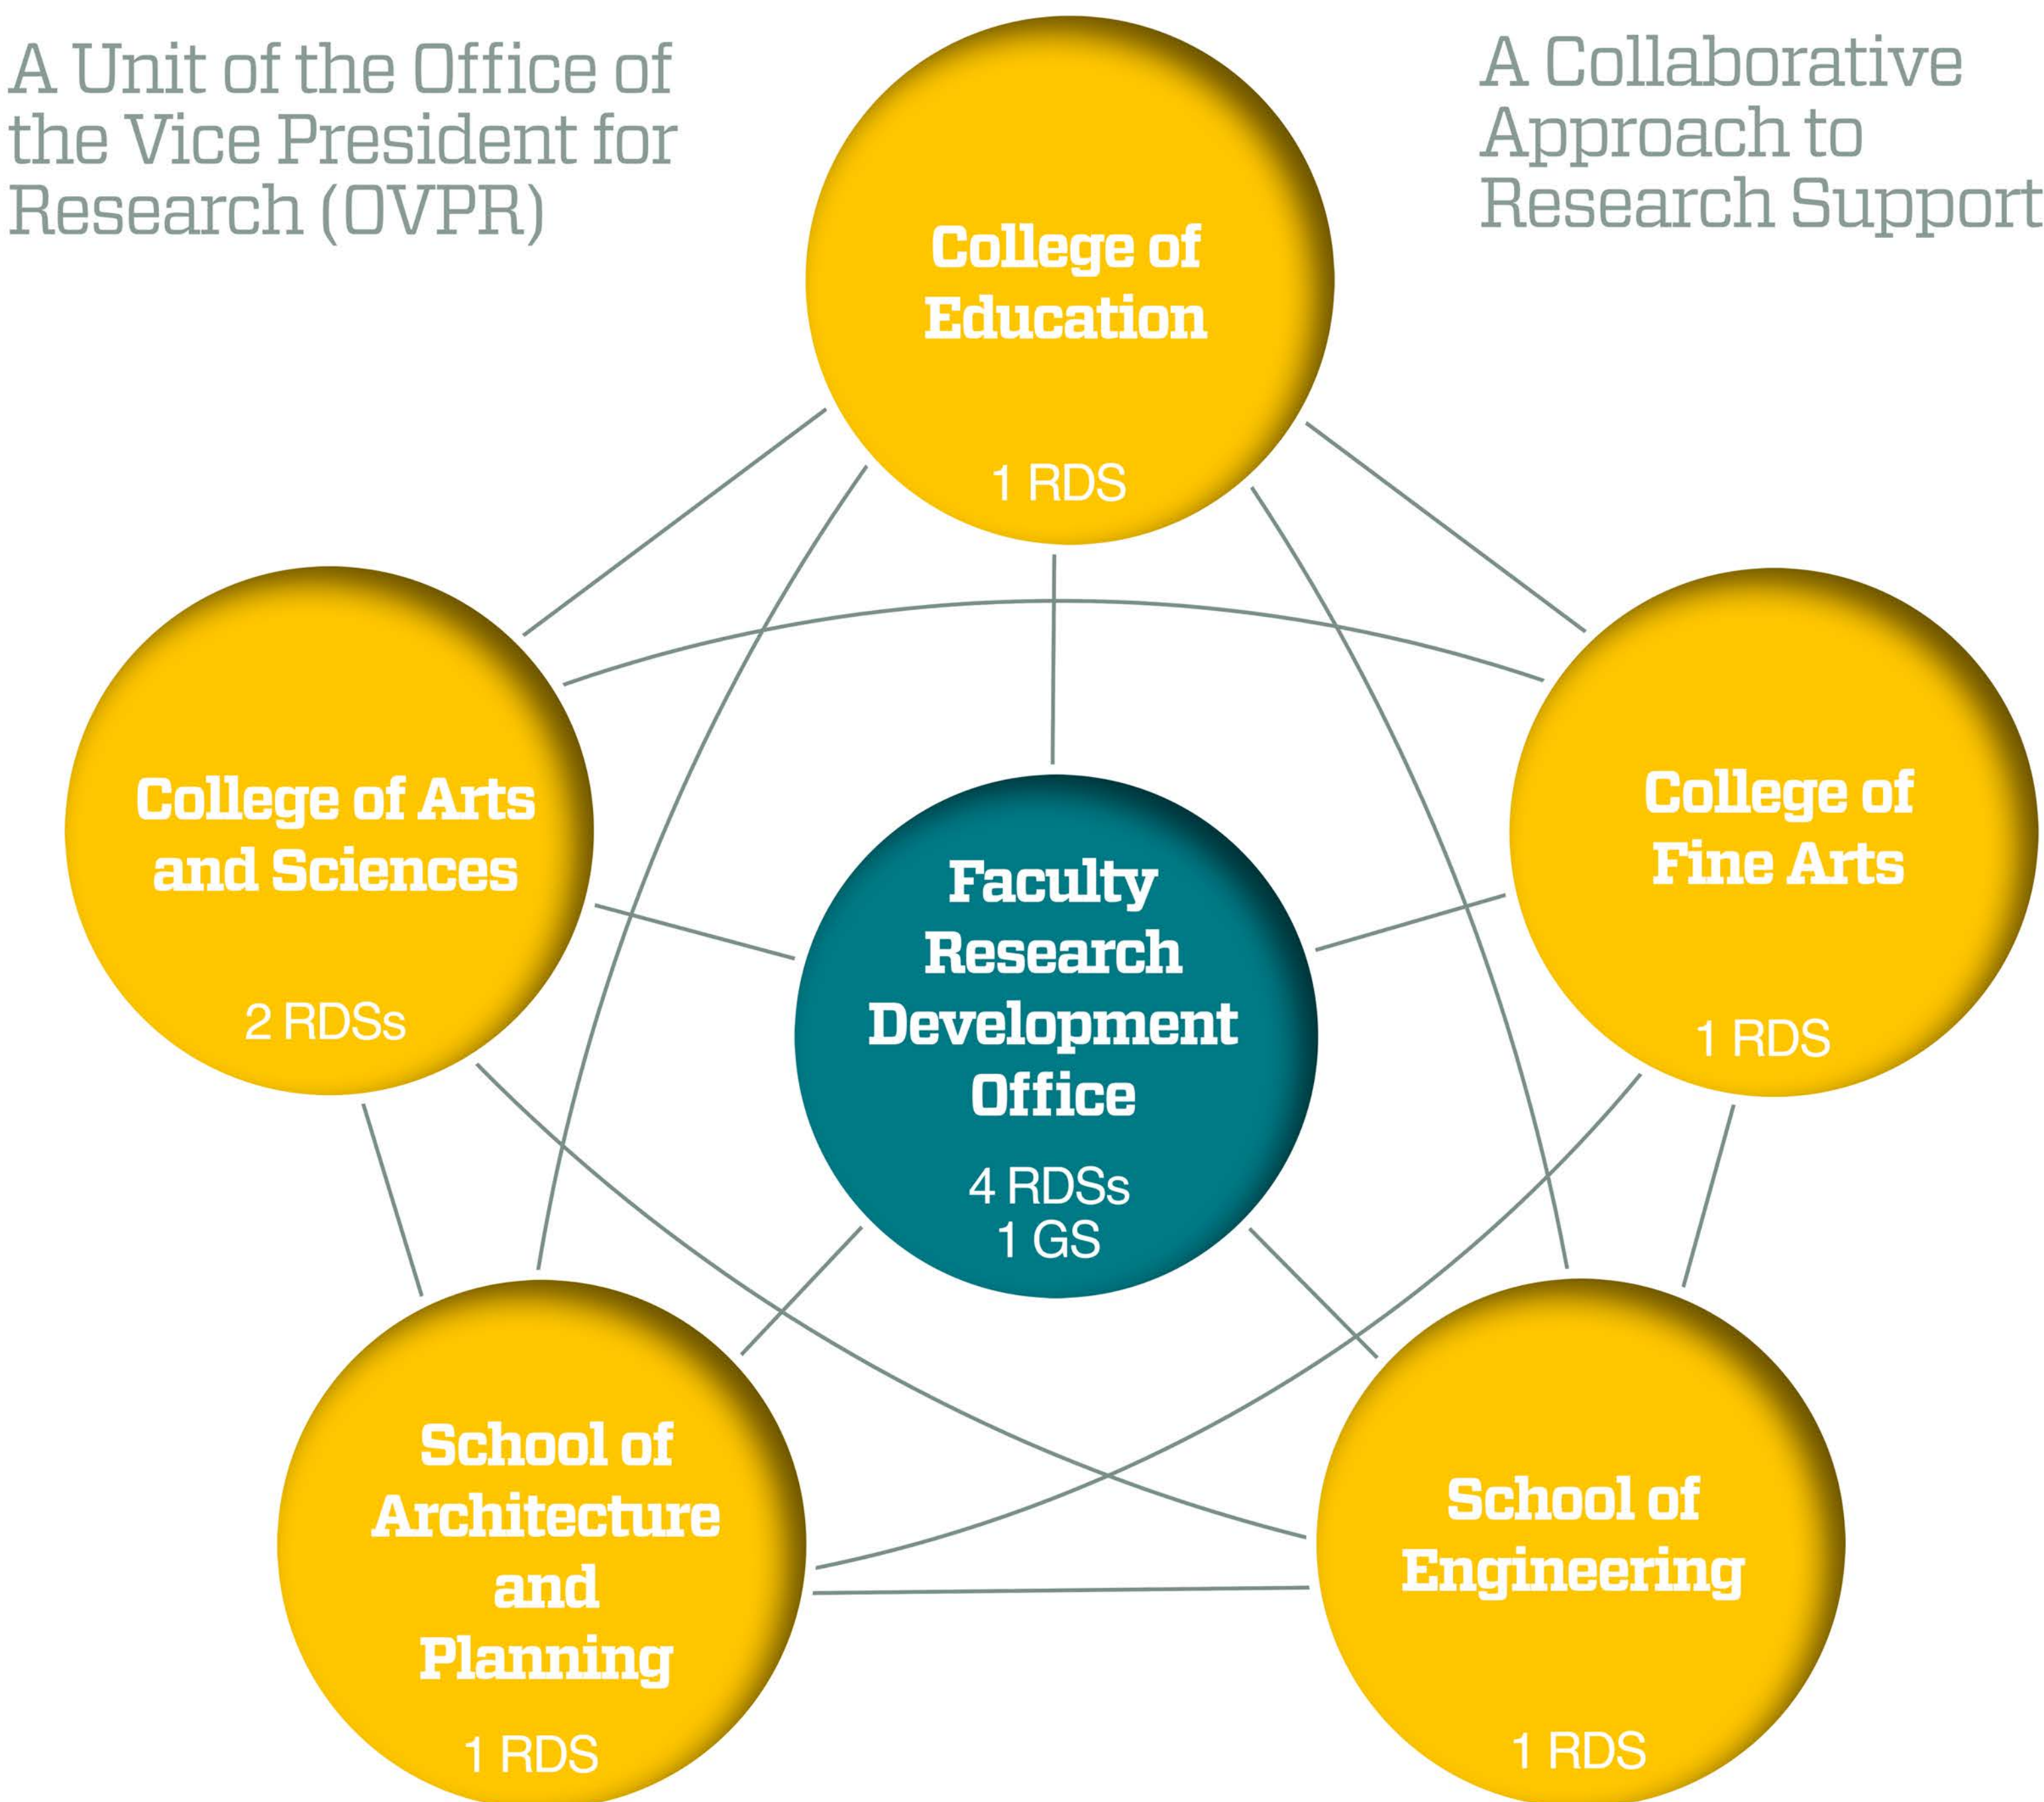 A Unit of the Office of
the Vice President for
Research (OVPR)
A Collaborative
Approach to
Research Support
College of
Education
1 RDS
College of Arts
and Sciences
2 RDSs
College of
Fine Arts
1 RDS
Faculty
Research
Development
Office
4 RDSs
1 GS
School of
Architecture
and
Planning
1 RDS
School of
Engineering
1 RDS